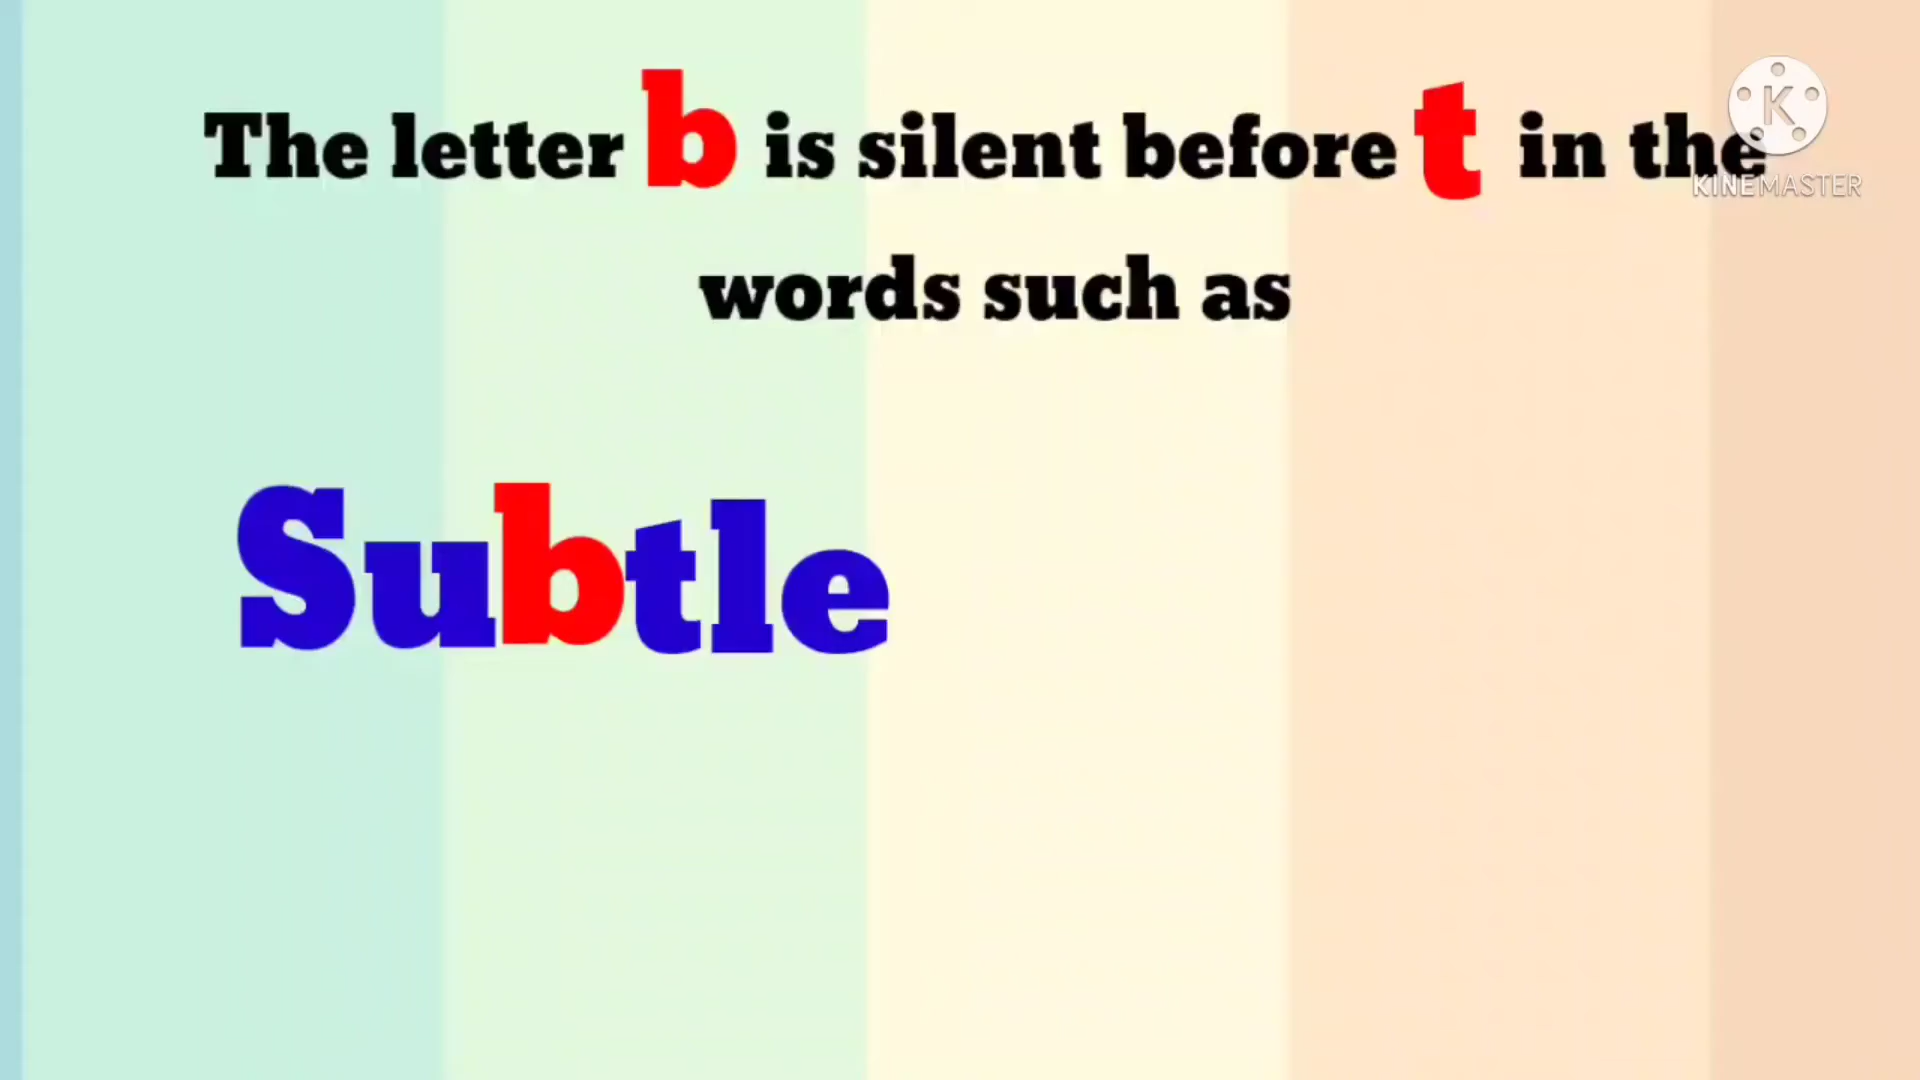 The letter b is silent before t in the
KINEMASTER
words such as
Subtle